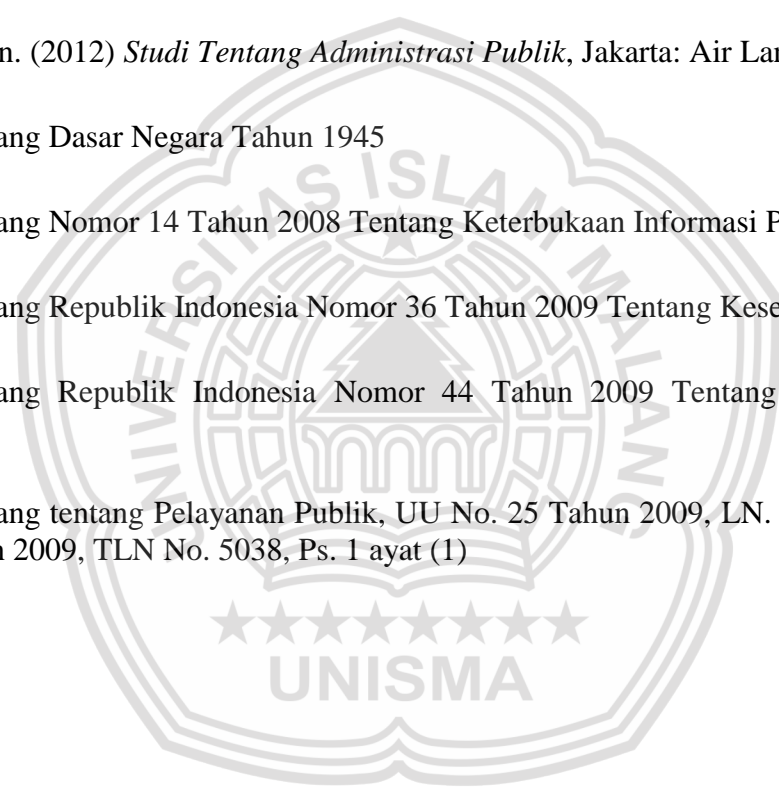 n. (2012) Studi Tentang Administrasi Publik, Jakarta: Air Lan
ang Dasar Negara Tahun 1945
ang Nomor 14 Tahun 2008 Tentang Keterbukaan Informasi P
ang Republik Indonesia Nomor 36 Tahun 2009 Tentang Kese
ang Republik Indonesia Nomor 44 Tahun 2009 Tentang
ang tentang Pelayanan Publik, UU No. 25 Tahun 2009, LN.
n 2009, TLN No. 5038, Ps. 1 ayat (1)
UNIVERSITAS ISLAM MALANG
UNISMA